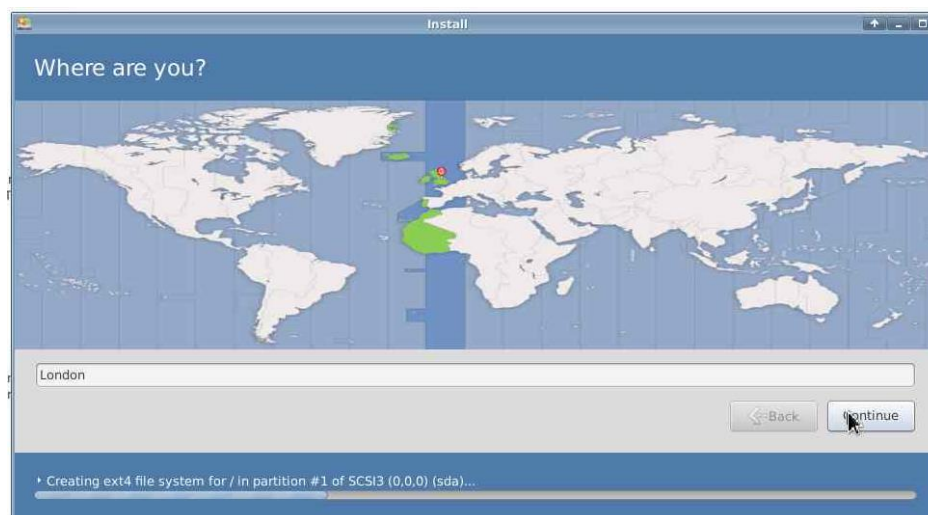 Install
Where are you?
London
Back
Continue
Creating ext4 file system for / in partition #1 of SCSI3 (0,0,0) (sda)...